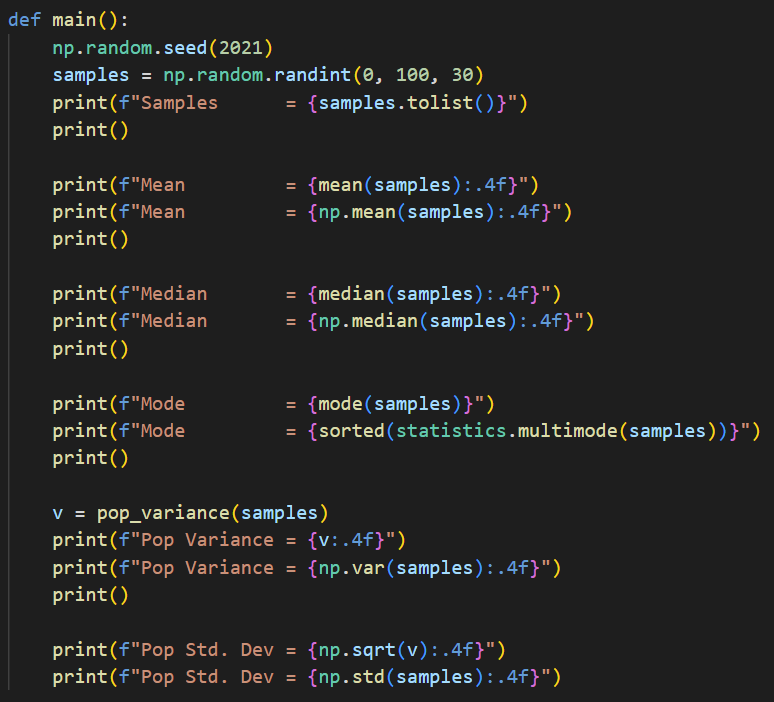 def main():
    np.random.seed(2021)
    samples = np.random.randint(0, 100, 30)
    print(f"Samples      = {samples.tolist()}")
    print()

    print(f"Mean         = {mean(samples):.4f}")
    print(f"Mean         = {np.mean(samples):.4f}")
    print()

    print(f"Median       = {median(samples):.4f}")
    print(f"Median       = {np.median(samples):.4f}")
    print()

    print(f"Mode         = {mode(samples)}")
    print(f"Mode         = {sorted(statistics.multimode(samples))}")
    print()

    v = pop_variance(samples)
    print(f"Pop Variance = {v:.4f}")
    print(f"Pop Variance = {np.var(samples):.4f}")
    print()

    print(f"Pop Std. Dev = {np.sqrt(v):.4f}")
    print(f"Pop Std. Dev = {np.std(samples):.4f}")